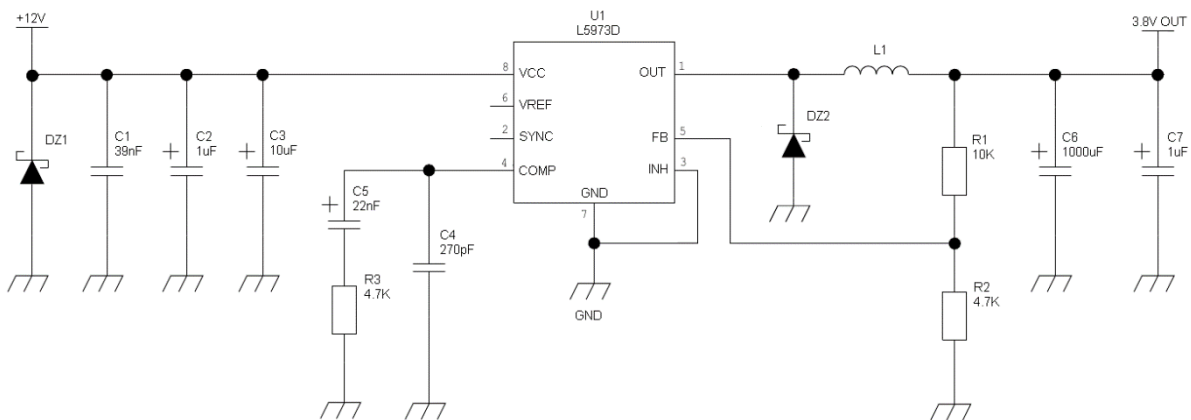 +12V
U1
L5973D
3.8V OUT
8
VCC
OUT
1
L1
6
VREF
2
SYNC
FB
5
4
COMP
INH
3
GND
7
DZ1
C1
39nF
C2
1uF
C3
10uF
DZ2
R1
10K
C6
1000uF
C7
1uF
C5
22nF
C4
270pF
R3
4.7K
R2
4.7K
GND